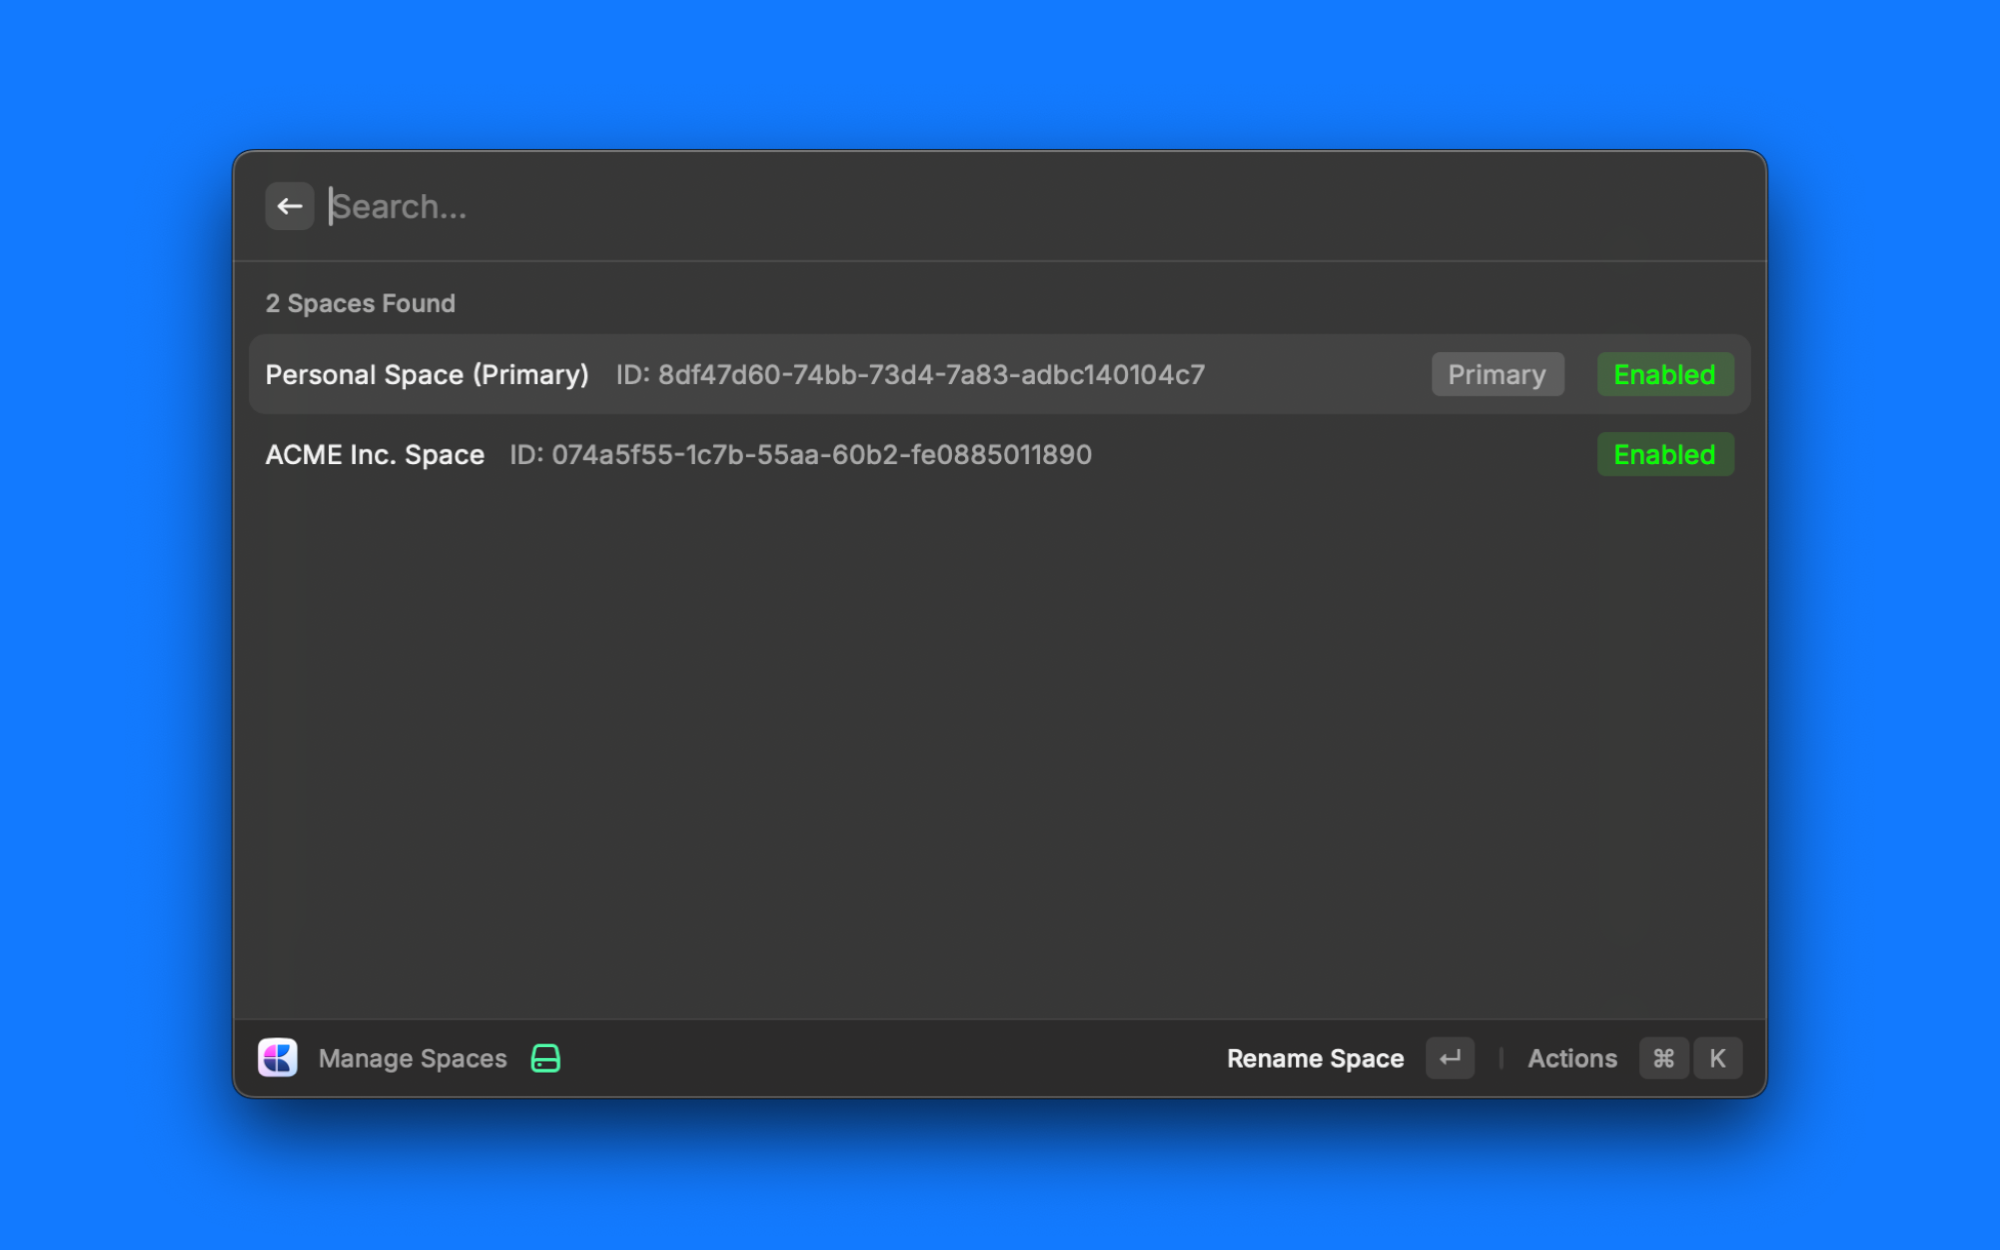 Search...
2 Spaces Found
Personal Space (Primary) ID: 8df47d60-74bb-73d4-7a83-adbc140104c7 Primary Enabled
ACME Inc. Space ID: 074a5f55-1c7b-55aa-60b2-fe0885011890 Enabled
Manage Spaces Rename Space ↵ Actions ⌘ K